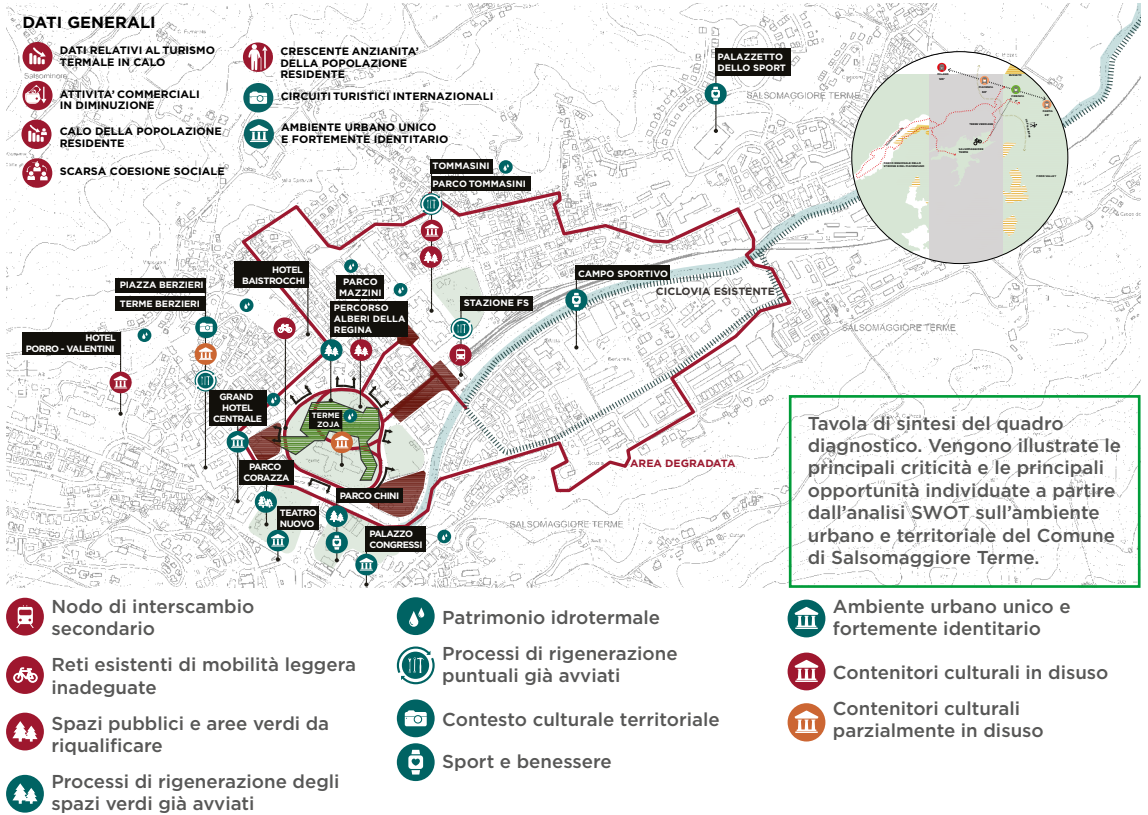 DATI GENERALI
DATI RELATIVI AL TURISMO
TERMALE IN CALO
ATTIVITA' COMMERCIALI
IN DIMINUZIONE
CALO DELLA POPOLAZIONE
RESIDENTE
SCARSA COESIONE SOCIALE
CRESCENTE ANZIANITA'
DELLA POPOLAZIONE
RESIDENTE
CIRCUITI TURISTICI INTERNAZIONALI
AMBIENTE URBANO UNICO
E FORTEMENTE IDENTITARIO
PALAZZETTO
DELLO SPORT
SALSOMAGGIORE TERME
TOMMASINI
PARCO TOMMASINI
HOTEL
BAISTROCCHI
PARCO
MAZZINI
PERCORSO
ALBERI DELLA
REGINA
PIAZZA BERZIERI
TERME BERZIERI
HOTEL
PORRO - VALENTINI
STAZIONE FS
CAMPO SPORTIVO
CICLOVIA ESISTENTE
SALSOMAGGIORE TERME
GRAND
HOTEL
CENTRALE
TERME
ZOJA
PARCO
CORAZZA
TEATRO
NUOVO
PARCO CHINI
PALAZZO
CONGRESSI
AREA DEGRADATA
SALSOMAGGIORE TERME
Tavola di sintesi del quadro
diagnostico. Vengono illustrate le
principali criticità e le principali
opportunità individuate a partire
dall'analisi SWOT sull'ambiente
urbano e territoriale del Comune
di Salsomaggiore Terme.
Nodo di interscambio
secondario
Reti esistenti di mobilità leggera
inadeguate
Spazi pubblici e aree verdi da
riqualificare
Processi di rigenerazione degli
spazi verdi già avviati
Patrimonio idrotermale
Processi di rigenerazione
puntuali già avviati
Contesto culturale territoriale
Sport e benessere
Ambiente urbano unico e
fortemente identitario
Contenitori culturali in disuso
Contenitori culturali
parzialmente in disuso